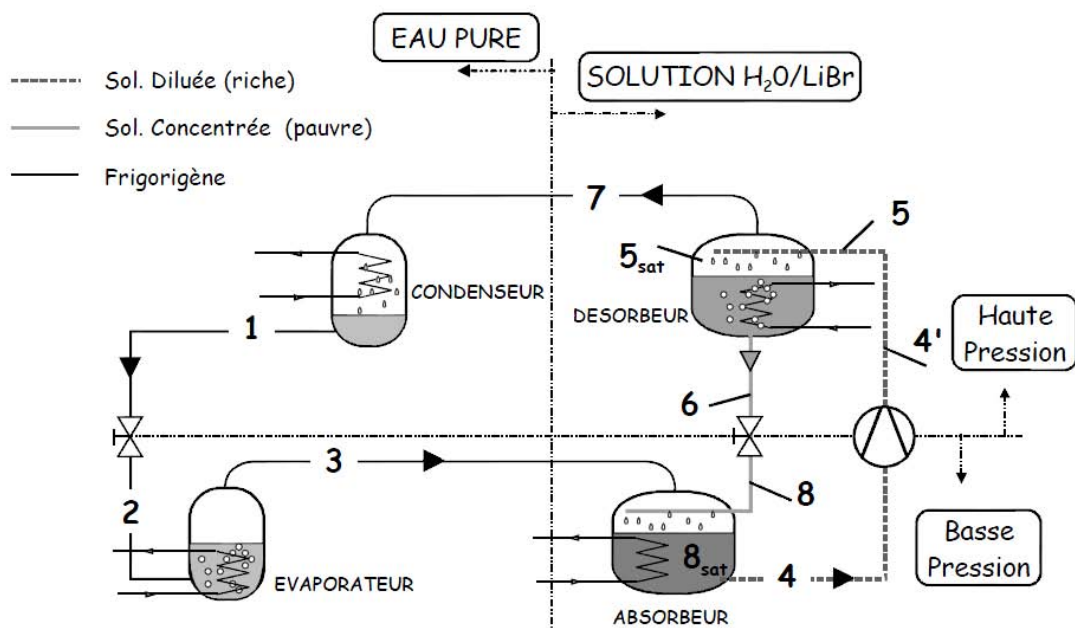 EAU PURE
SOLUTION H₂0/LiBr
Sol. Diluée (riche)
Sol. Concentrée (pauvre)
Frigorigène
7
5
5sat
CONDENSEUR
DESORBEUR
1
4'
Haute
Pression
6
3
2
8
8sat
4
EVAPORATEUR
ABSORBEUR
Basse
Pression